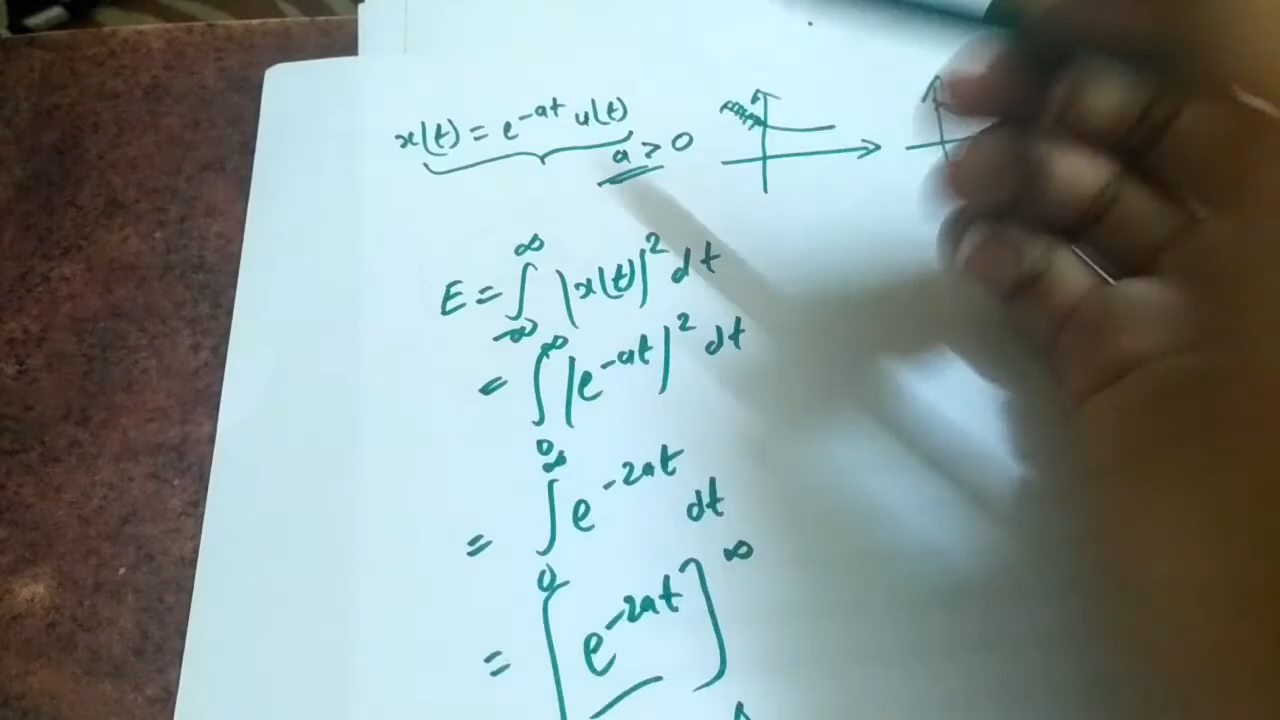 x(t) = e^{-at} u(t)
a ≥ 0
E = ∫_{-∞}^{∞} |x(t)|^2 dt
= ∫_{0}^{∞} |e^{-at}|^2 dt
= ∫_{0}^{∞} e^{-2at} dt
= [e^{-2at}]^{∞}